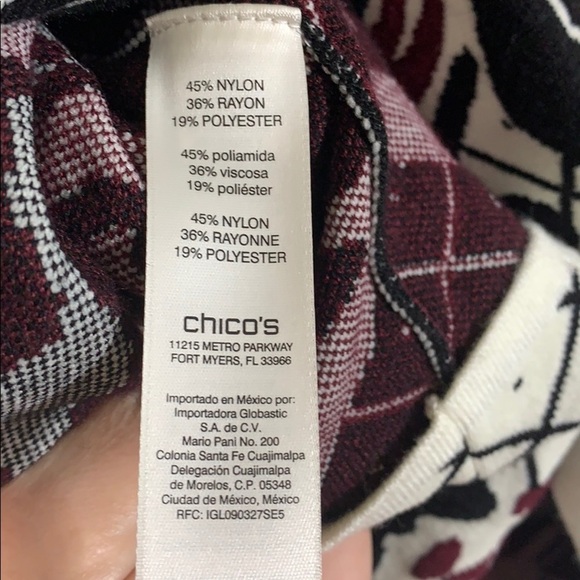 45% NYLON
36% RAYON
19% POLYESTER
45% poliamida
36% viscosa
19% poliéster
45% NYLON
36% RAYONNE
19% POLYESTER
chico's
11215 METRO PARKWAY
FORT MYERS, FL 33966
Importado en México por:
Importadora Globastic
S.A. de C.V.
Mario Pani No. 200
Colonia Santa Fe Cuajimalpa
Delegación Cuajimalpa
de Morelos, C.P. 05348
Ciudad de México, México
RFC: IGL090327SE5